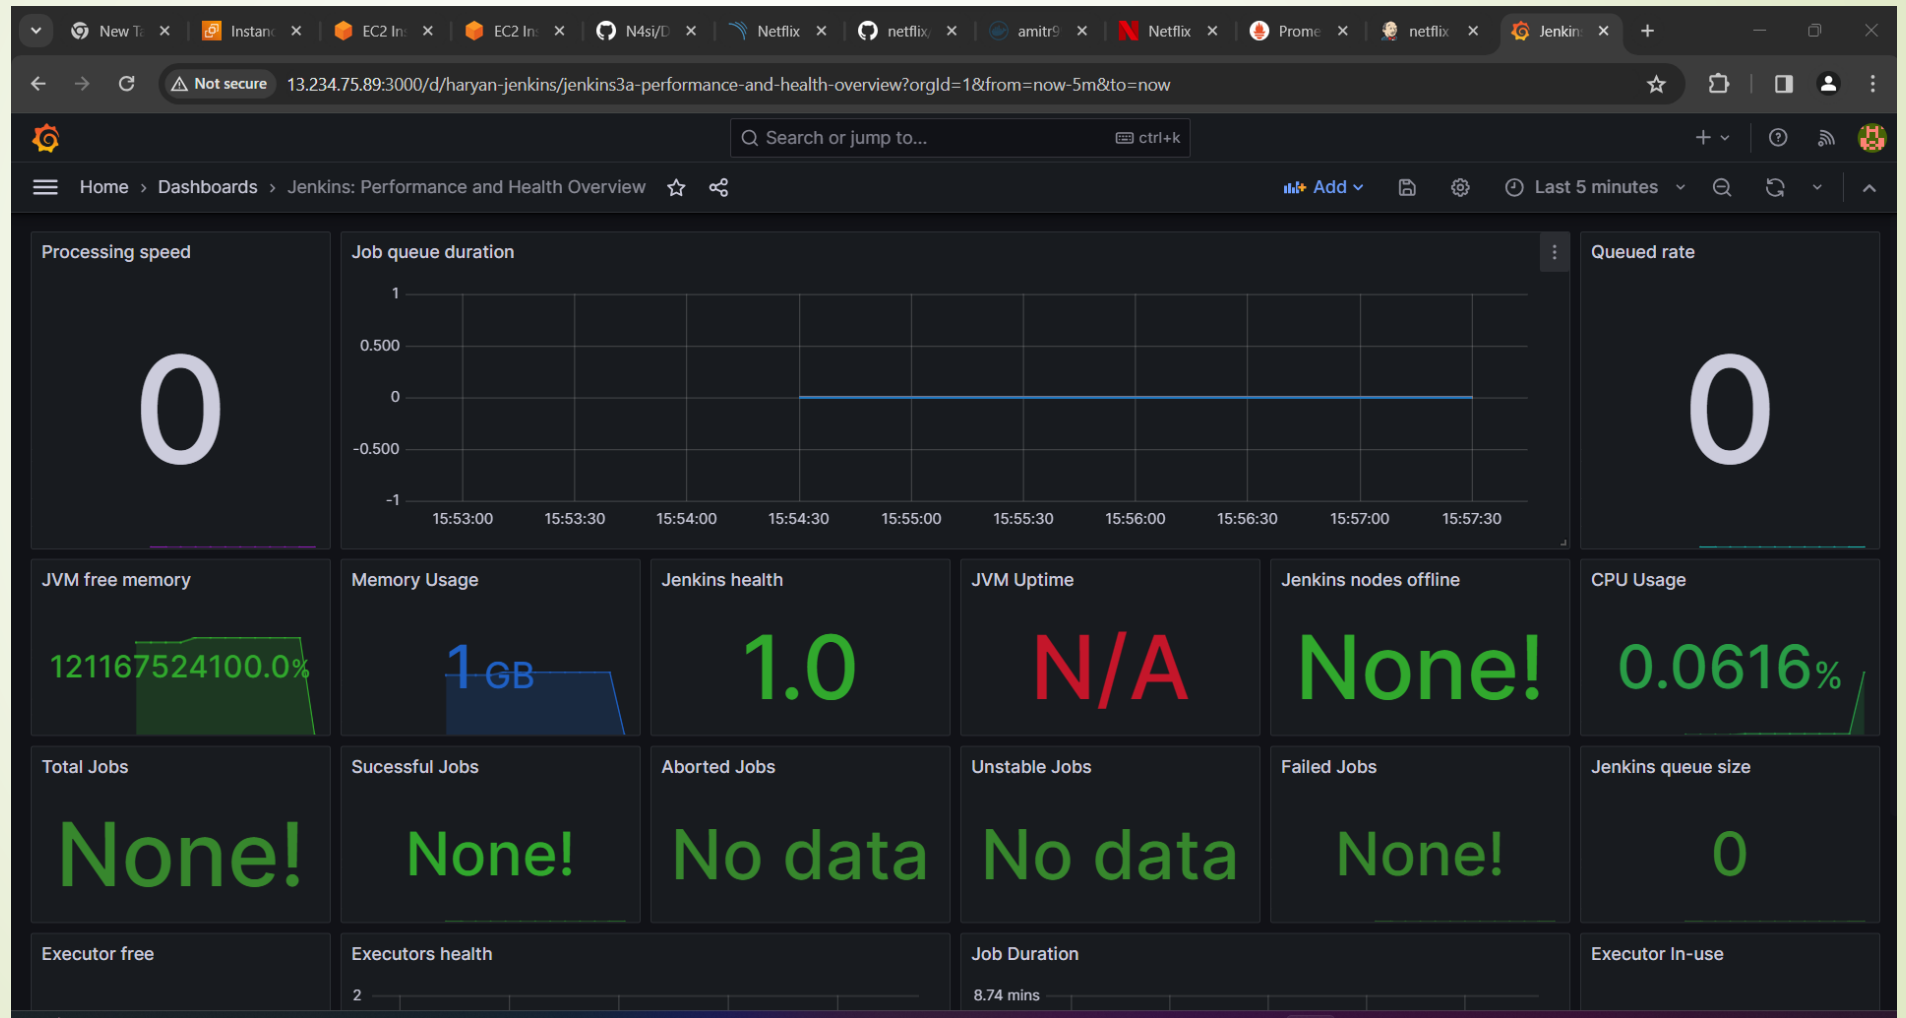 New Ta
Instanc
EC2 Ins
EC2 Ins
N4si/D
Netflix
netflix/
amitr9
Netflix
Prome
netflix
Jenkin
Not secure
13.234.75.89:3000/d/haryan-jenkins/jenkins3a-performance-and-health-overview?orgId=1&from=now-5m&to=now
Search or jump to...
ctrl+k
Home › Dashboards › Jenkins: Performance and Health Overview
Add
Last 5 minutes
Processing speed
0
Job queue duration
1
0.500
0
-0.500
-1
15:53:00 15:53:30 15:54:00 15:54:30 15:55:00 15:55:30 15:56:00 15:56:30 15:57:00 15:57:30
Queued rate
0
JVM free memory
121167524100.0%
Memory Usage
1 GB
Jenkins health
1.0
JVM Uptime
N/A
Jenkins nodes offline
None!
CPU Usage
0.0616%
Total Jobs
None!
Sucessful Jobs
None!
Aborted Jobs
No data
Unstable Jobs
No data
Failed Jobs
None!
Jenkins queue size
0
Executor free
Executors health
2
Job Duration
8.74 mins
Executor In-use